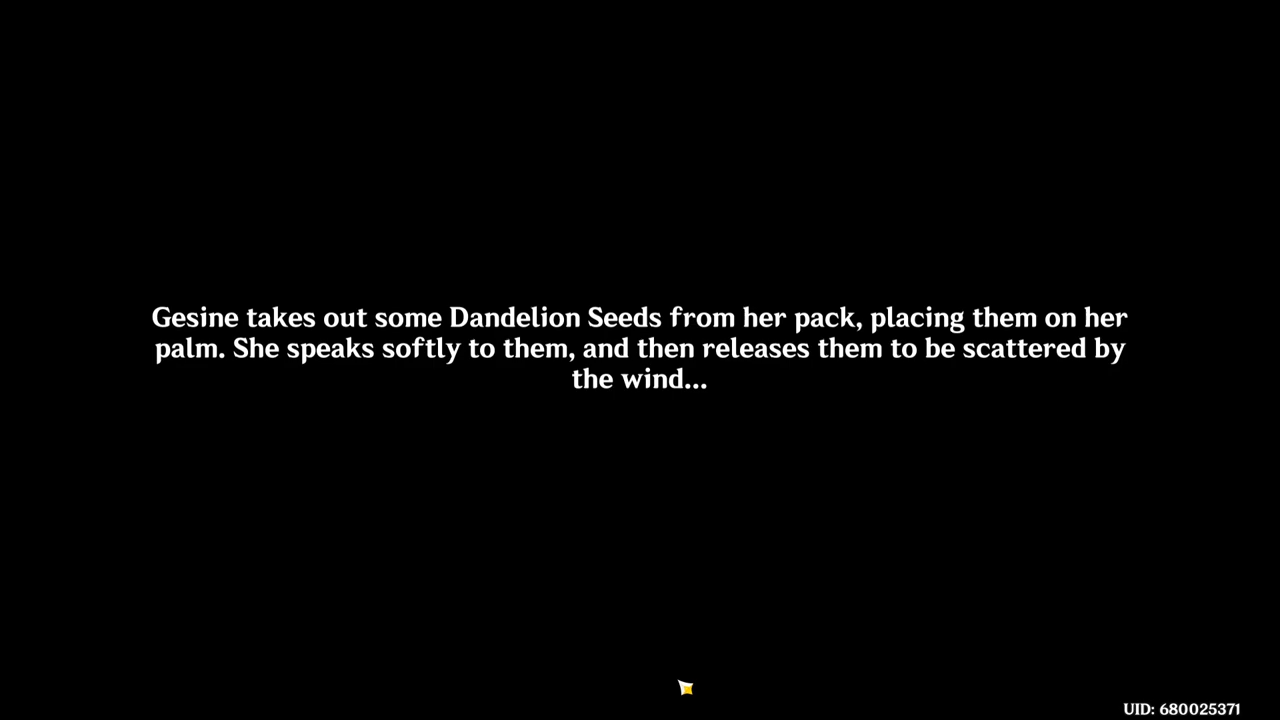 Gesine takes out some Dandelion Seeds from her pack, placing them on her
palm. She speaks softly to them, and then releases them to be scattered by
the wind...
UID: 680025371